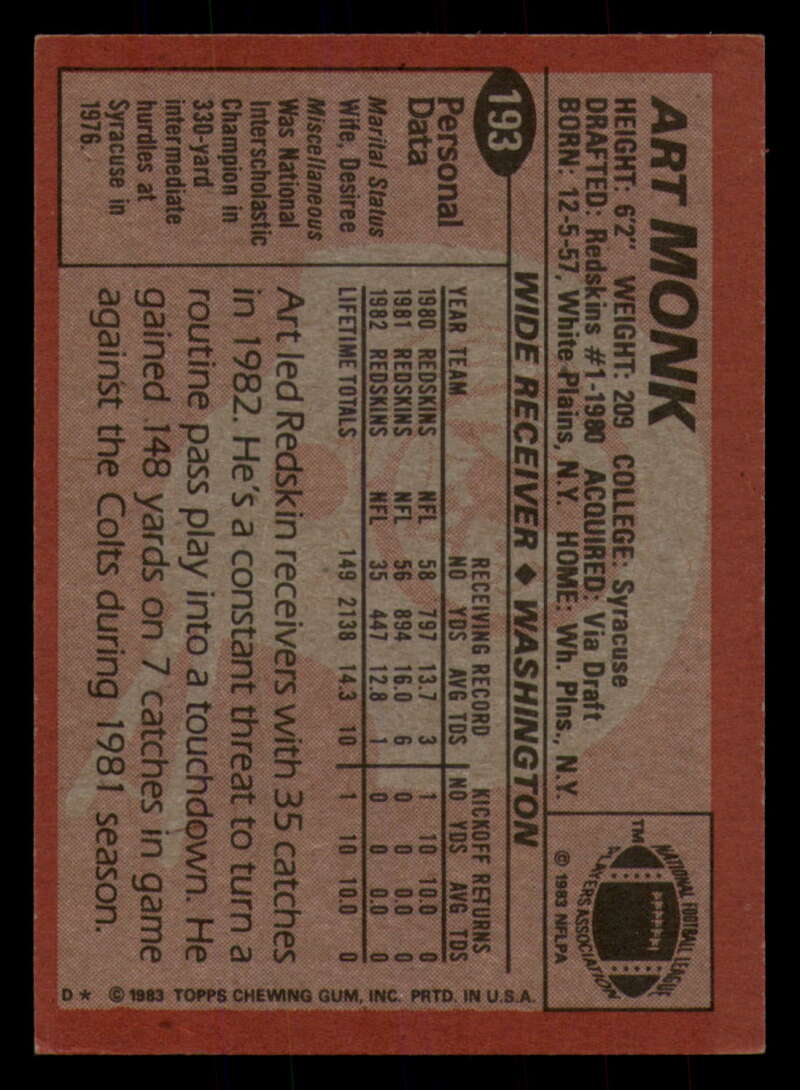 193
ART MONK
HEIGHT: 6'2" WEIGHT: 209 COLLEGE: Syracuse
DRAFTED: Redskins #1-1980 ACQUIRED: Via Draft
BORN: 12-5-57, White Plains, N.Y. HOME: Wh. Plns., N.Y.
NATIONAL FOOTBALL LEAGUE
PLAYERS ASSOCIATION
TM
© 1983 NFLPA
WIDE RECEIVER ♦ WASHINGTON
Personal
Data
Marital Status
Wife, Desiree
Miscellaneous
Was National
Interscholastic
Champion in
330-yard
intermediate
hurdles at
Syracuse in
1976.
RECEIVING RECORD KICKOFF RETURNS
YEAR TEAM NO YDS AVG TDS NO YDS AVG TDS
1980 REDSKINS NFL 58 797 13.7 3 1 10 10.0 0
1981 REDSKINS NFL 56 894 16.0 6 0 0 0.0 0
1982 REDSKINS NFL 35 447 12.8 1 0 0 0.0 0
LIFETIME TOTALS 149 2138 14.3 10 1 10 10.0 0
Art led Redskin receivers with 35 catches
in 1982. He's a constant threat to turn a
routine pass play into a touchdown. He
gained 148 yards on 7 catches in game
against the Colts during 1981 season.
D * © 1983 TOPPS CHEWING GUM, INC. PRTD. IN U.S.A.